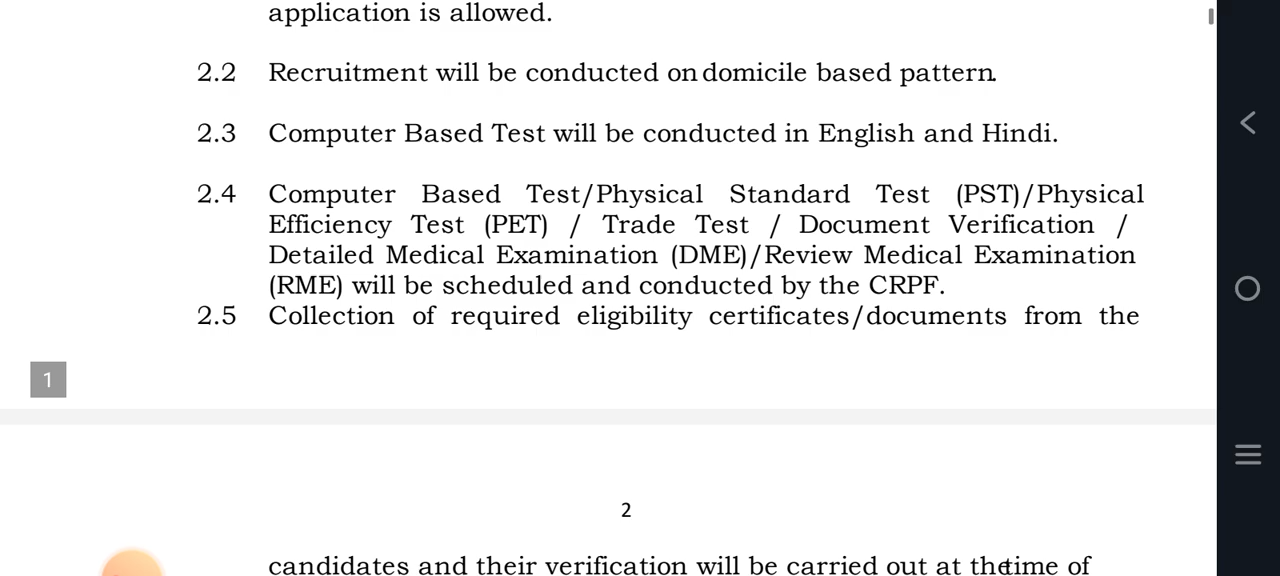 application is allowed.
2.2 Recruitment will be conducted on domicile based pattern.
2.3 Computer Based Test will be conducted in English and Hindi.
2.4 Computer Based Test/Physical Standard Test (PST)/Physical
Efficiency Test (PET) / Trade Test / Document Verification /
Detailed Medical Examination (DME)/Review Medical Examination
(RME) will be scheduled and conducted by the CRPF.
2.5 Collection of required eligibility certificates/documents from the
1
2
candidates and their verification will be carried out at the time of